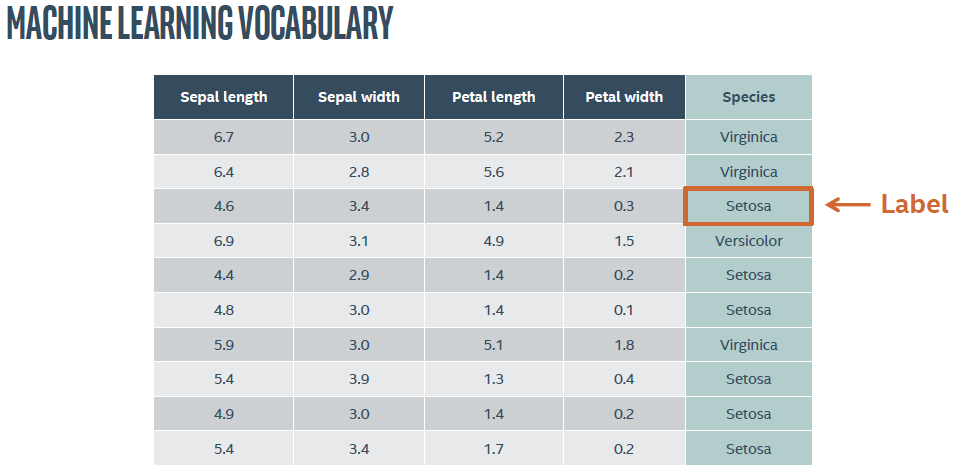 MACHINE LEARNING VOCABULARY
Sepal length Sepal width Petal length Petal width Species
6.7 3.0 5.2 2.3 Virginica
6.4 2.8 5.6 2.1 Virginica
4.6 3.4 1.4 0.3 Setosa ← Label
6.9 3.1 4.9 1.5 Versicolor
4.4 2.9 1.4 0.2 Setosa
4.8 3.0 1.4 0.1 Setosa
5.9 3.0 5.1 1.8 Virginica
5.4 3.9 1.3 0.4 Setosa
4.9 3.0 1.4 0.2 Setosa
5.4 3.4 1.7 0.2 Setosa